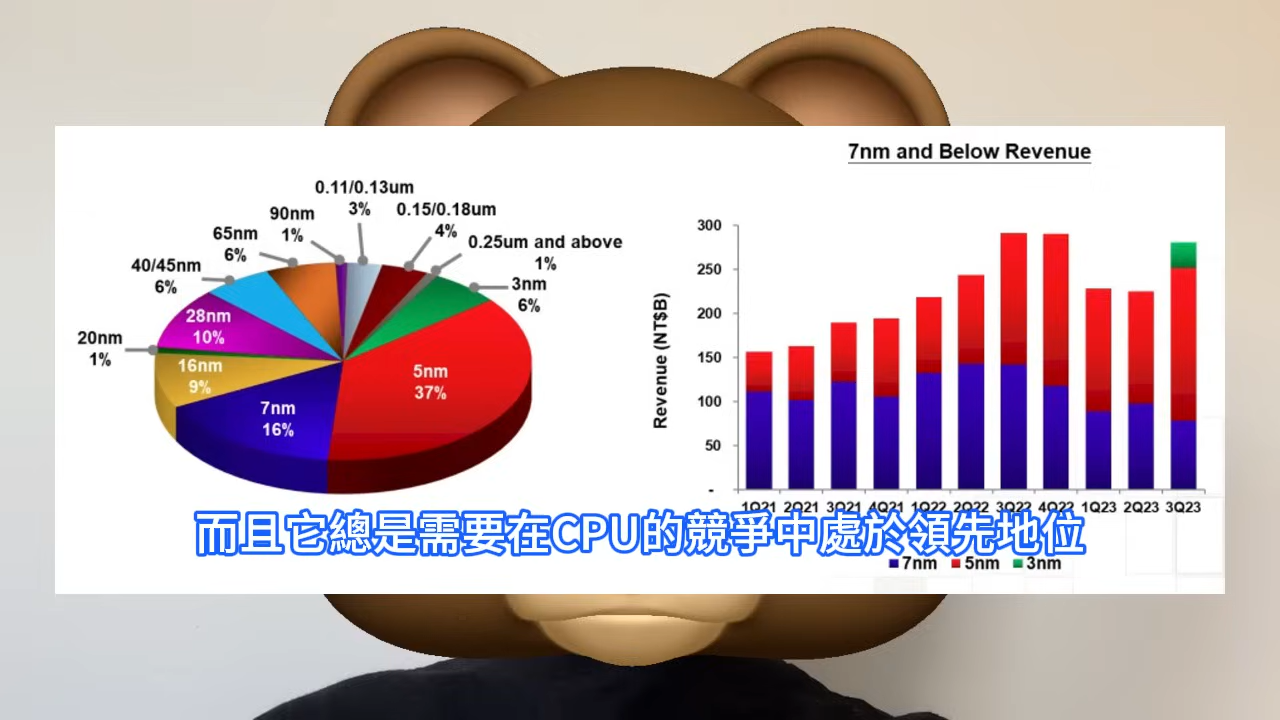 0.11/0.13um
3%
0.15/0.18um
4%
90nm
1%
65nm
6%
0.25um and above
1%
40/45nm
6%
3nm
6%
28nm
10%
20nm
1%
16nm
9%
5nm
37%
7nm
16%
7nm and Below Revenue
Revenue (NT$B)
300
250
200
150
100
50
-
1Q21 2Q21 3Q21 4Q21 1Q22 2Q22 3Q22 4Q22 1Q23 2Q23 3Q23
而且它總是需要在CPU的競爭中處於領先地位
7nm 5nm 3nm